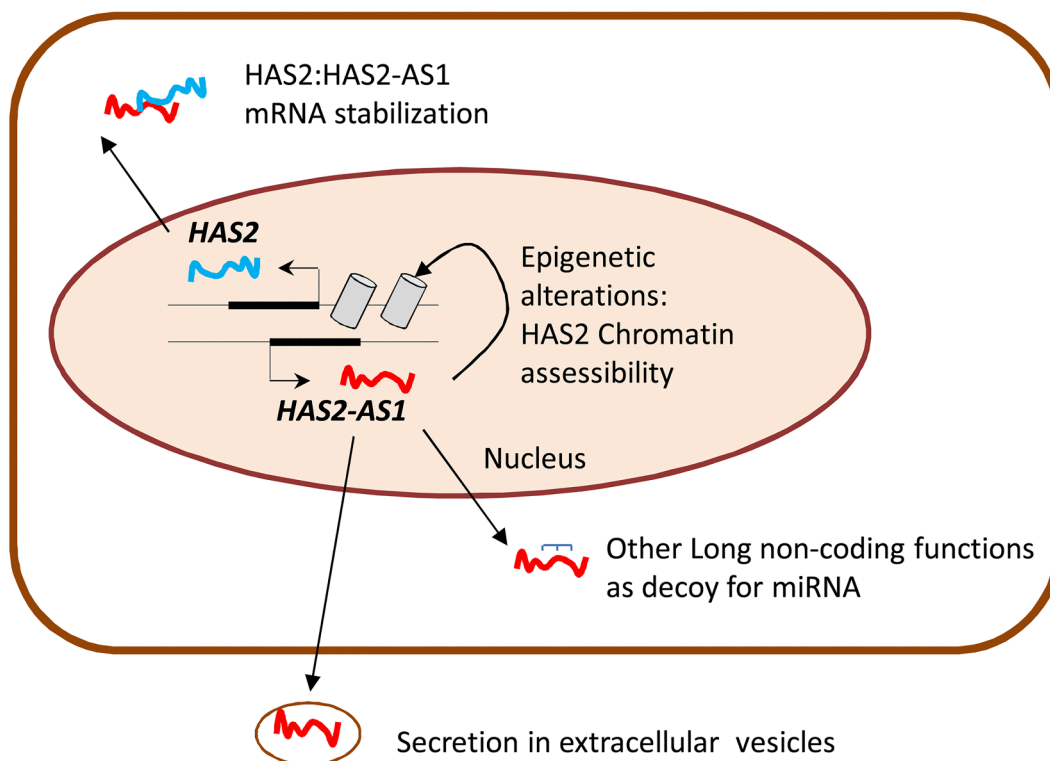 HAS2:HAS2-AS1
mRNA stabilization
HAS2
Epigenetic
alterations:
HAS2 Chromatin
assessibility
HAS2-AS1
Nucleus
Other Long non-coding functions
as decoy for miRNA
Secretion in extracellular  vesicles